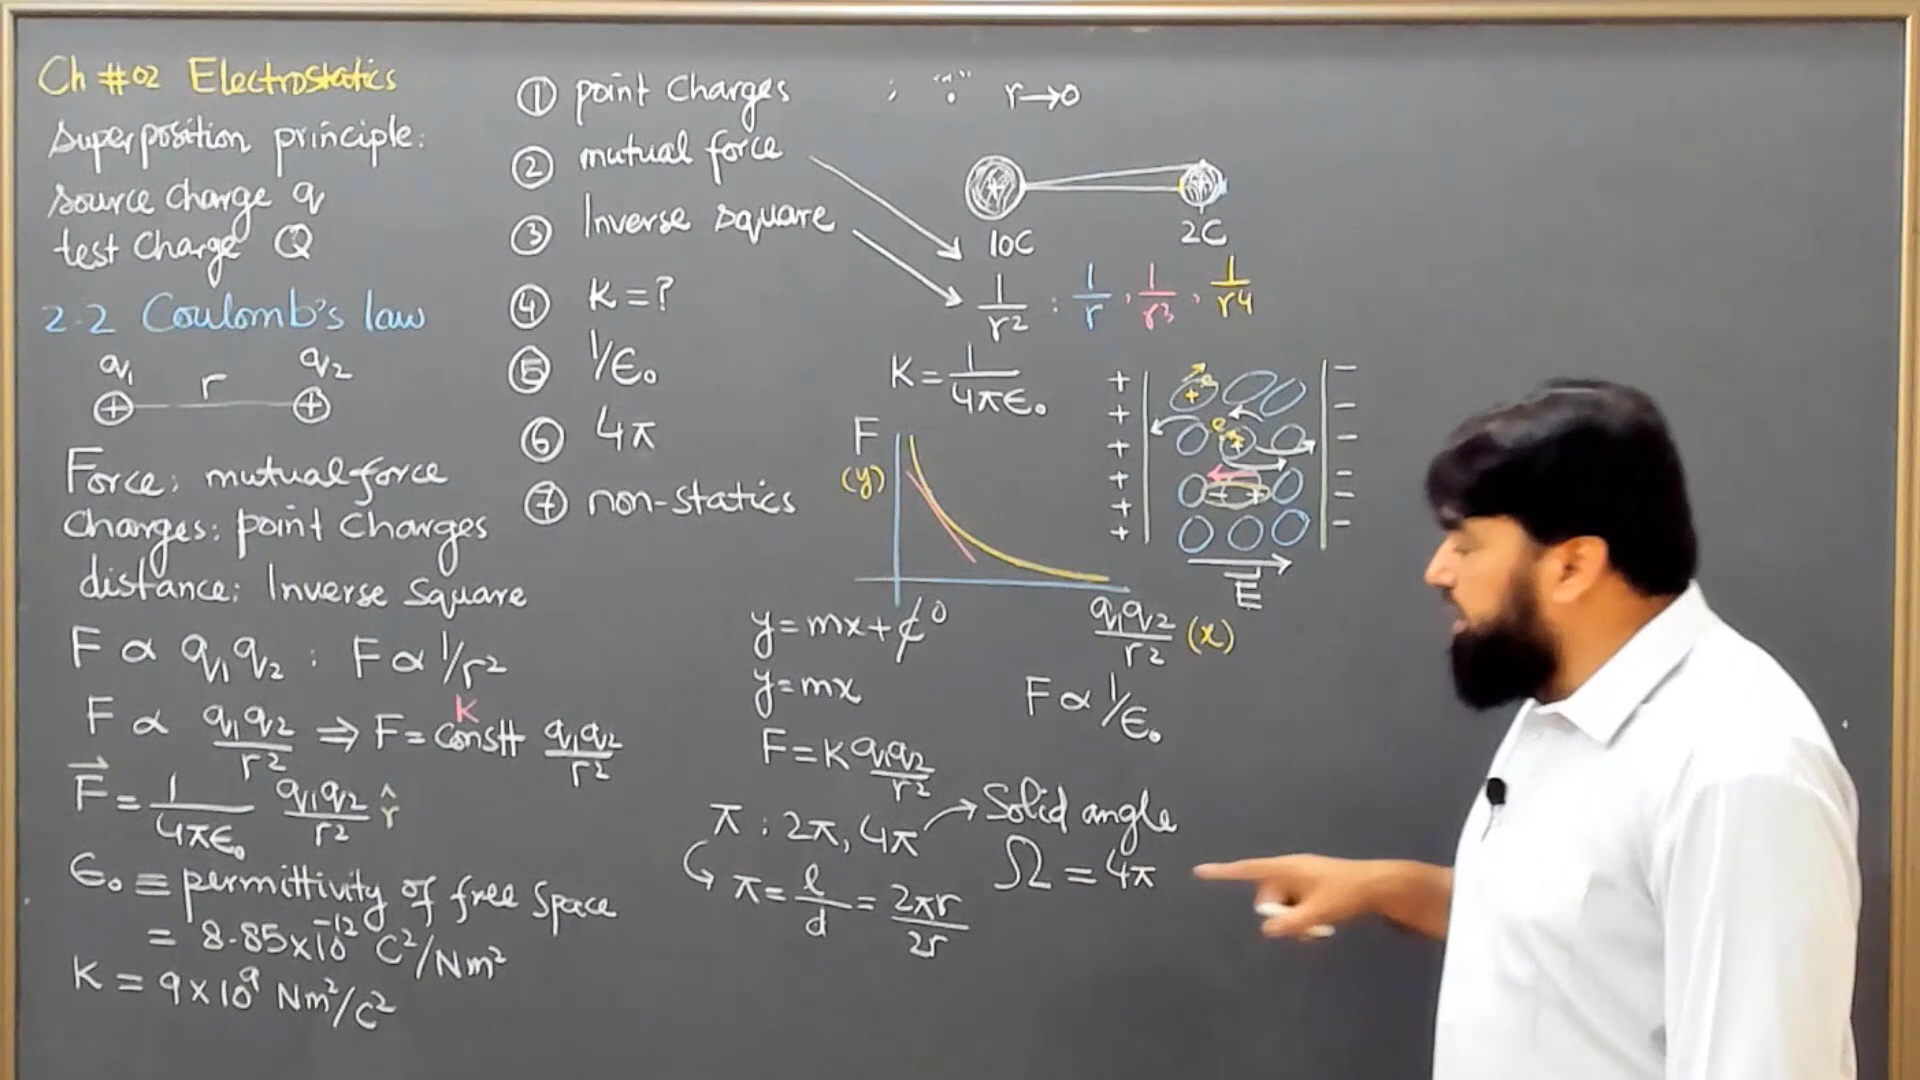 Ch #02 Electrostatics
Superposition principle:
source charge q
test charge Q
2.2 Coulomb's law
q₁ r q₂
+ +
Force: mutual force
Charges: point Charges
distance: Inverse Square
F ∝ q₁q₂ : F ∝ 1/r²
F ∝ q₁q₂/r² ⇒ F = constt q₁q₂/r²
K
F⃗ = 1/4πϵ₀ q₁q₂/r² r̂
ϵ₀ ≡ permittivity of free space
= 8.85×10⁻¹² C²/Nm²
K = 9×10⁹ Nm²/C²
① point Charges ; "•" r→0
② mutual force
③ Inverse square
④ K = ?
⑤ 1/ϵ₀
⑥ 4π
⑦ non-statics
10C 2C
1/r² : 1/r , 1/r³ , 1/r⁴
K = 1/4πϵ₀
F
(y)
q₁q₂/r² (x)
+ + + + + +
− − − − − −
E⃗
y = mx + c⁰
y = mx
F = K q₁q₂/r²
F ∝ 1/ϵ₀
π : 2π, 4π → Solid angle
Ω = 4π
π = l/d = 2πr/2r